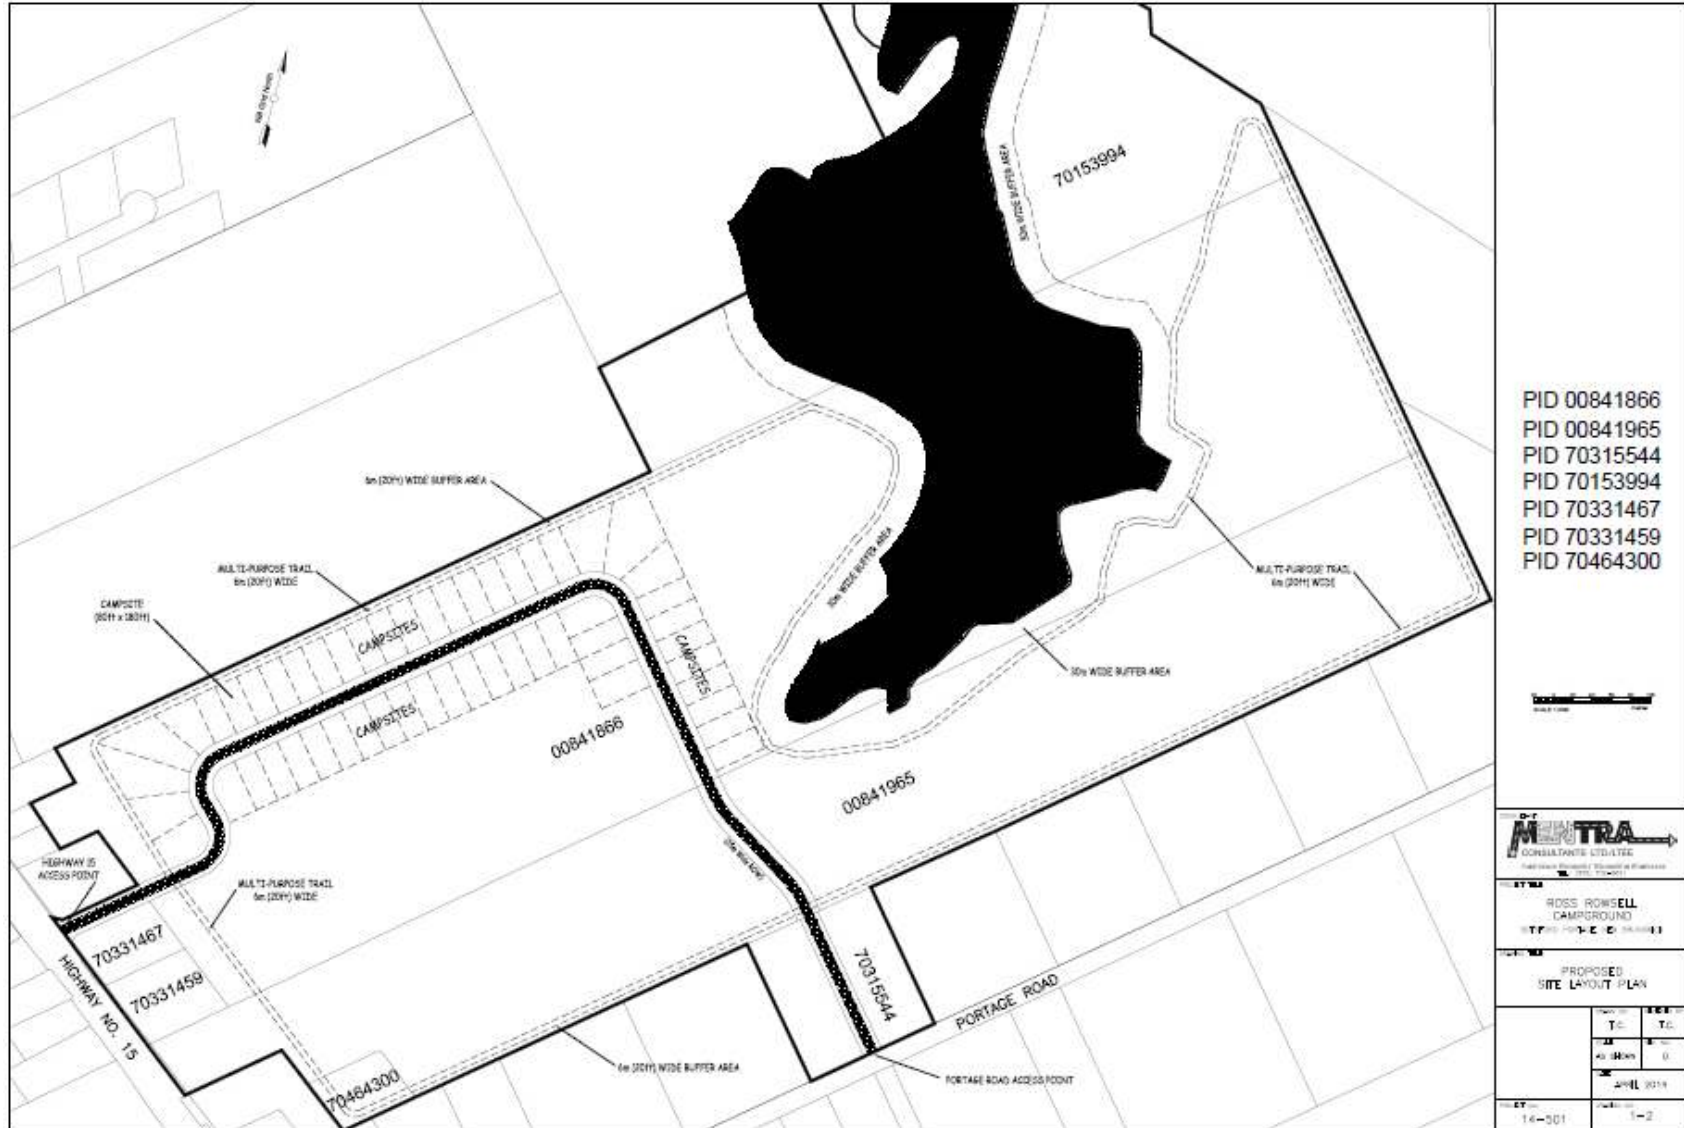 70153994
30m WIDE BUFFER AREA
6m (20ft) WIDE BUFFER AREA
MULTI-PURPOSE TRAIL
6m (20ft) WIDE
CAMPSITE
(80ft x 180ft)
CAMPSITES
CAMPSITES
CAMPSITES
30m WIDE BUFFER AREA
MULTI-PURPOSE TRAIL
6m (20ft) WIDE
30m WIDE BUFFER AREA
00841866
00841965
HIGHWAY 15
ACCESS POINT
MULTI-PURPOSE TRAIL
6m (20ft) WIDE
70331467
70331459
HIGHWAY NO. 15
70315544
PORTAGE ROAD
70464300
6m (20ft) WIDE BUFFER AREA
PORTAGE ROAD ACCESS POINT
PID 00841866
PID 00841965
PID 70315544
PID 70153994
PID 70331467
PID 70331459
PID 70464300
CONSULTANTS LTD/LTÉE
ROSS ROWSELL
CAMPGROUND
PROPOSED
SITE LAYOUT PLAN
T.C. T.C.
AS SHOWN 0
14-501 1-2